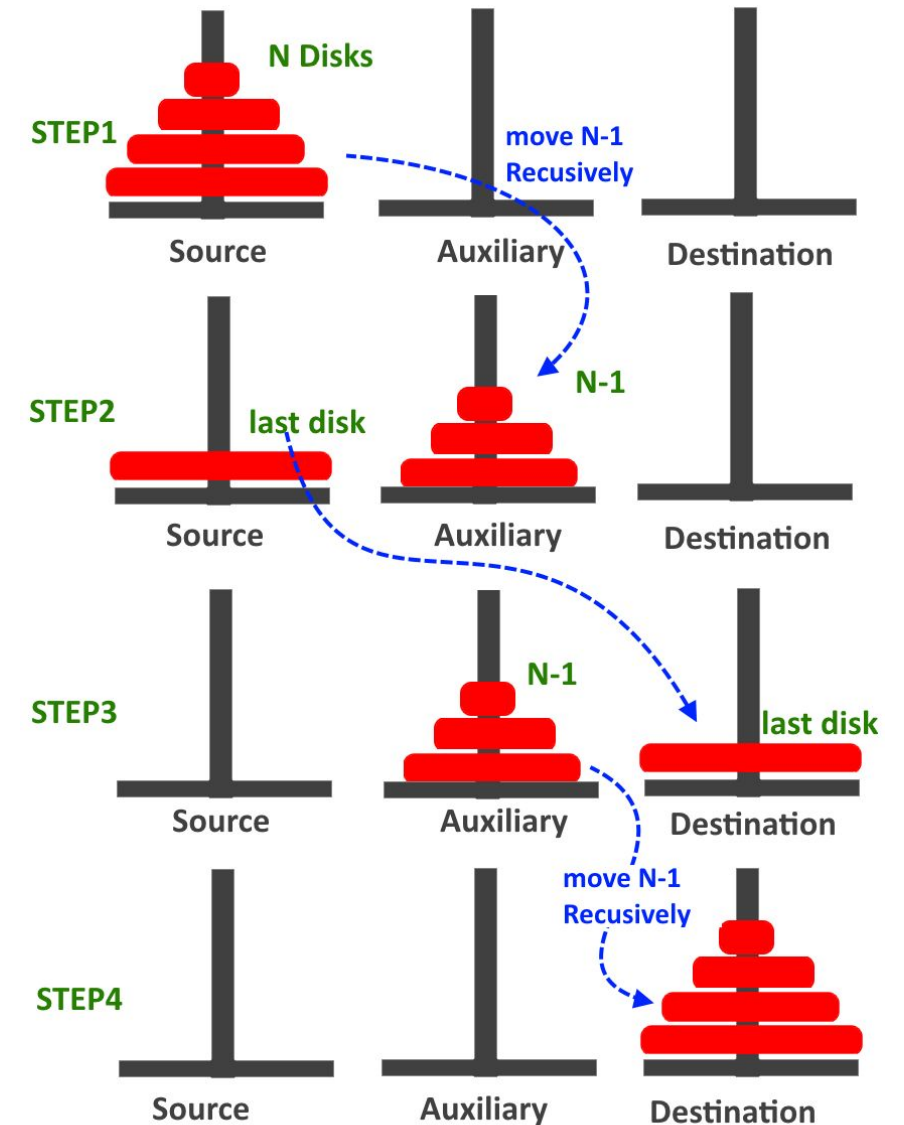 N Disks
STEP1
move N-1
Recusively
Source
Auxiliary
Destination
STEP2
last disk
N-1
Source
Auxiliary
Destination
STEP3
N-1
last disk
Source
Auxiliary
Destination
move N-1
Recusively
STEP4
Source
Auxiliary
Destination